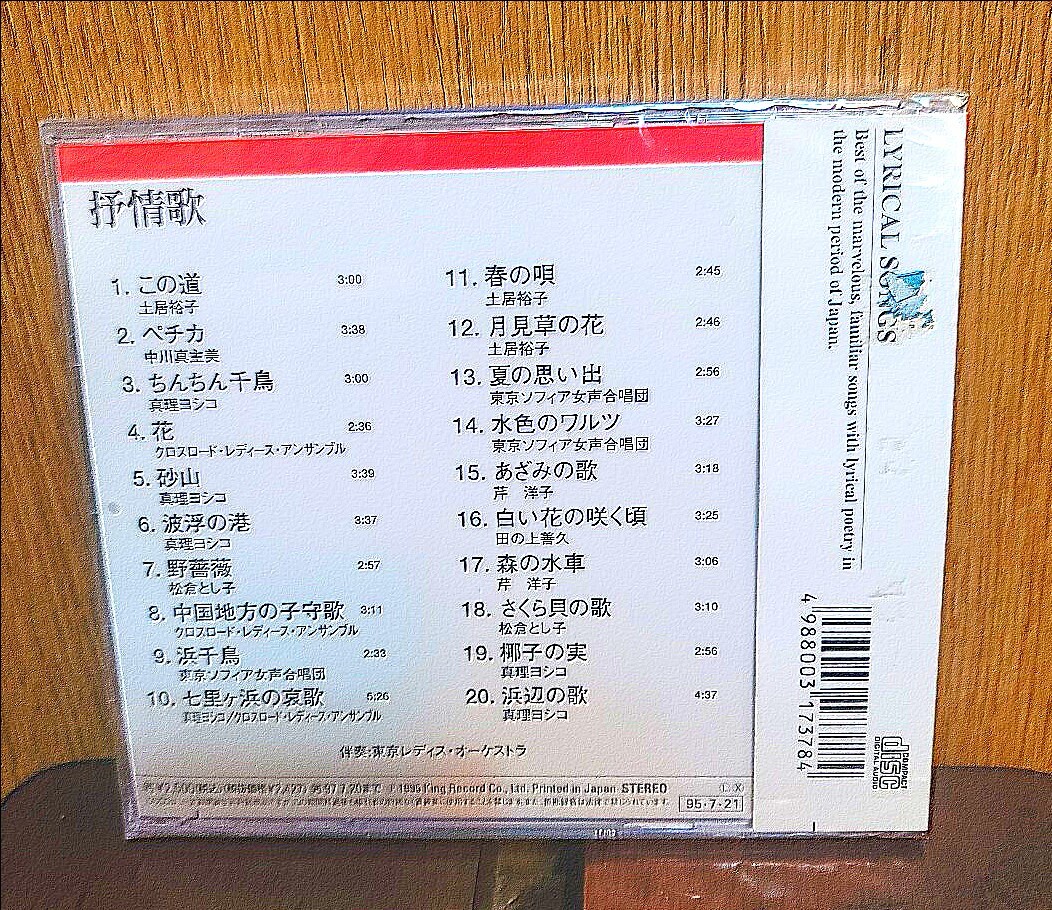 抒情歌
1. この道 3:00
土居裕子
2. ペチカ 3:38
中川真主美
3. ちんちん千鳥 3:00
真理ヨシコ
4. 花 2:36
クロスロード・レディース・アンサンブル
5. 砂山 3:39
真理ヨシコ
6. 波浮の港 3:37
真理ヨシコ
7. 野薔薇 2:57
松倉とし子
8. 中国地方の子守歌 3:11
クロスロード・レディース・アンサンブル
9. 浜千鳥 2:33
東京ソフィア女声合唱団
10. 七里ヶ浜の哀歌 5:26
真理ヨシコ/クロスロード・レディース・アンサンブル
11. 春の唄 2:45
土居裕子
12. 月見草の花 2:46
土居裕子
13. 夏の思い出 2:56
東京ソフィア女声合唱団
14. 水色のワルツ 3:27
東京ソフィア女声合唱団
15. あざみの歌 3:18
芹 洋子
16. 白い花の咲く頃 3:25
田の上善久
17. 森の水車 3:06
芹 洋子
18. さくら貝の歌 3:10
松倉とし子
19. 椰子の実 2:56
真理ヨシコ
20. 浜辺の歌 4:37
真理ヨシコ
伴奏:東京レディス・オーケストラ
℗1995 King Record Co., Ltd. Printed in Japan STEREO
95・7・21
LYRICAL SONGS
Best of the marvelous, familiar songs with lyrical poetry in
the modern period of Japan.
4 988003 173784
COMPACT
disc
DIGITAL AUDIO